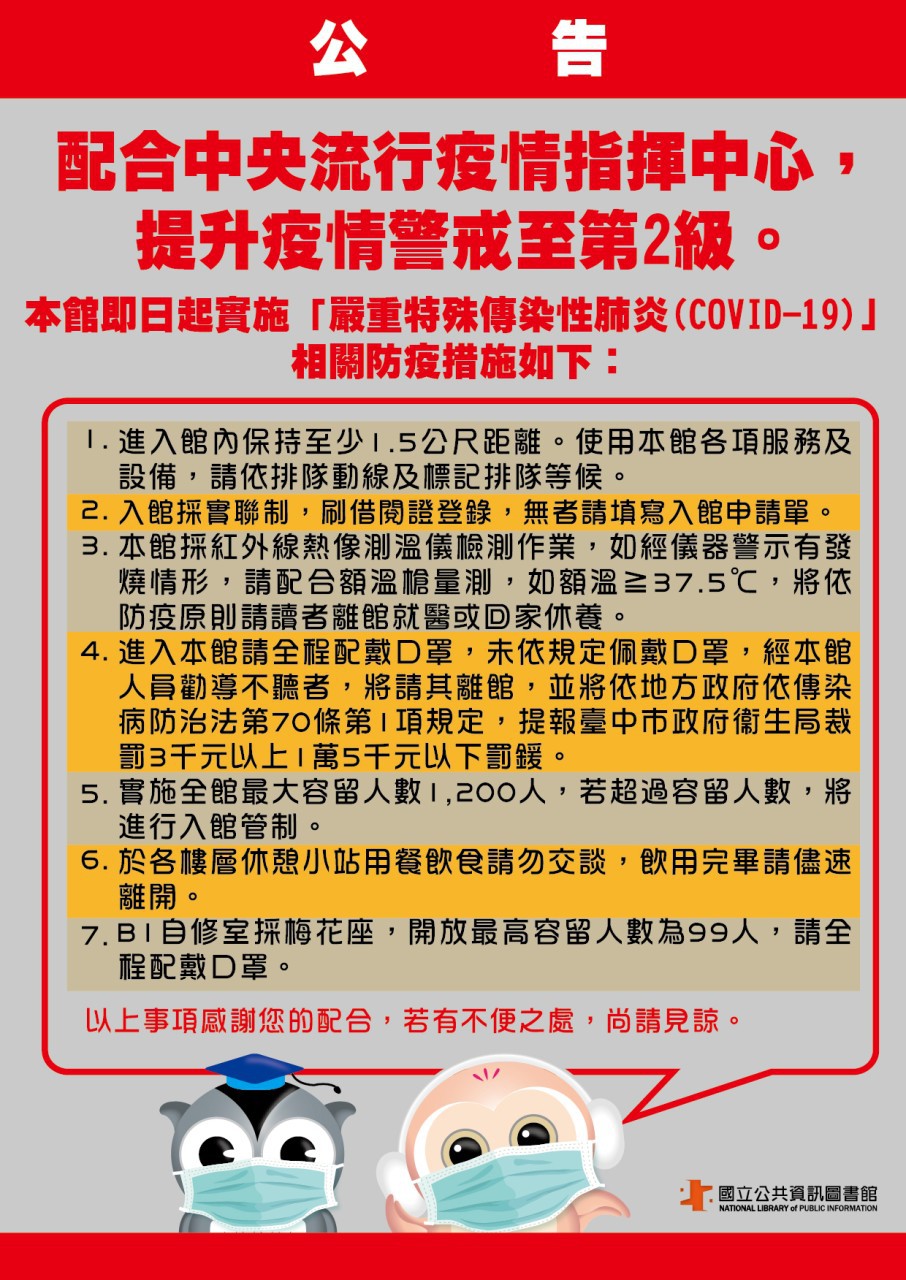 公告
配合中央流行疫情指揮中心，
提升疫情警戒至第2級。
本館即日起實施「嚴重特殊傳染性肺炎(COVID-19)」
相關防疫措施如下：
1. 進入館內保持至少1.5公尺距離。使用本館各項服務及
設備，請依排隊動線及標記排隊等候。
2. 入館採實聯制，刷借閱證登錄，無者請填寫入館申請單。
3. 本館採紅外線熱像測溫儀檢測作業，如經儀器警示有發
燒情形，請配合額溫槍量測，如額溫≧37.5℃，將依
防疫原則請讀者離館就醫或回家休養。
4. 進入本館請全程配戴口罩，未依規定佩戴口罩，經本館
人員勸導不聽者，將請其離館，並將依地方政府依傳染
病防治法第70條第1項規定，提報臺中市政府衛生局裁
罰3千元以上1萬5千元以下罰鍰。
5. 實施全館最大容留人數1,200人，若超過容留人數，將
進行入館管制。
6. 於各樓層休憩小站用餐飲食請勿交談，飲用完畢請儘速
離開。
7. B1自修室採梅花座，開放最高容留人數為99人，請全
程配戴口罩。
以上事項感謝您的配合，若有不便之處，尚請見諒。
國立公共資訊圖書館
NATIONAL LIBRARY of PUBLIC INFORMATION